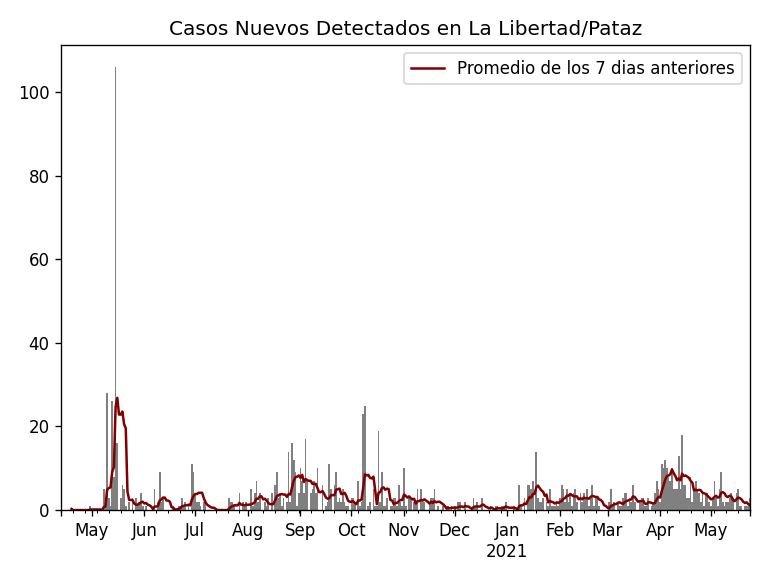 Casos Nuevos Detectados en La Libertad/Pataz
Promedio de los 7 dias anteriores
100
80
60
40
20
0
May Jun Jul Aug Sep Oct Nov Dec Jan Feb Mar Apr May
2021